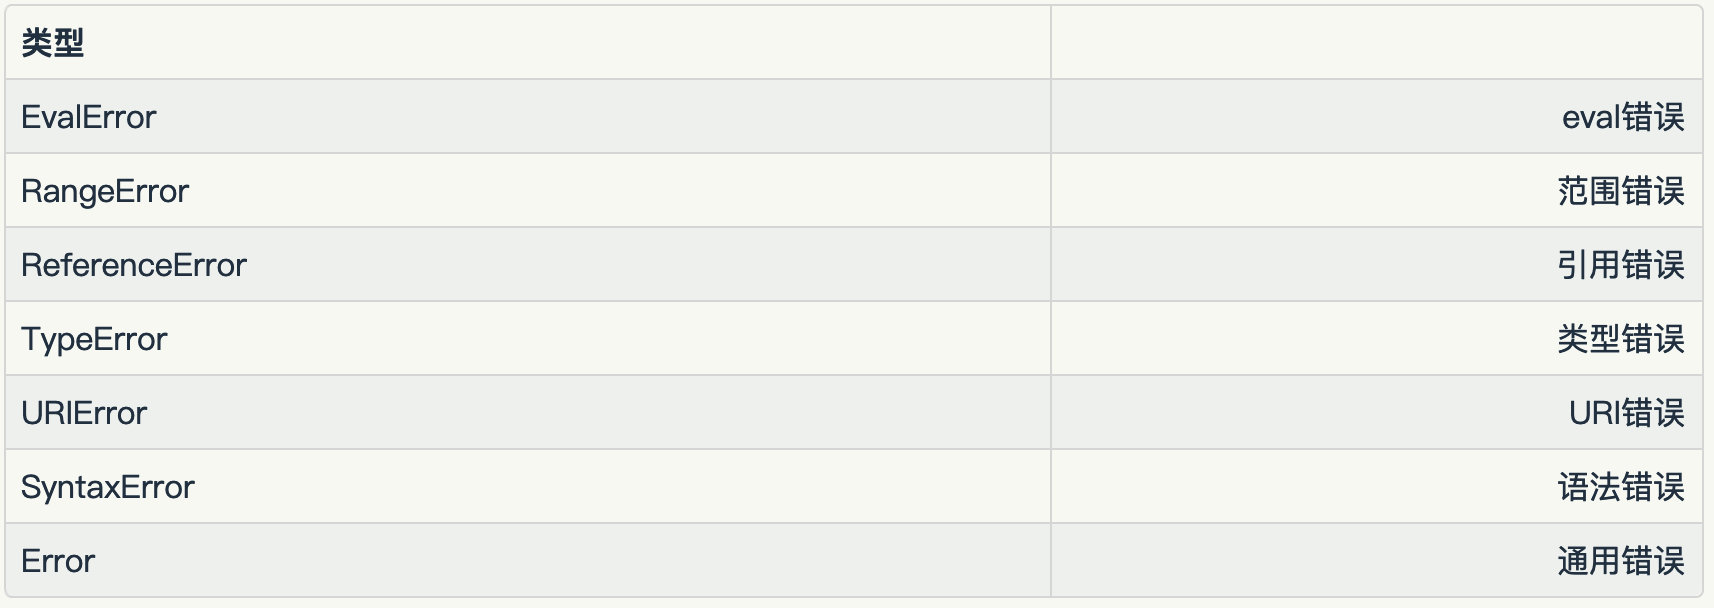 类型
EvalError eval错误
RangeError 范围错误
ReferenceError 引用错误
TypeError 类型错误
URIError URI错误
SyntaxError 语法错误
Error 通用错误